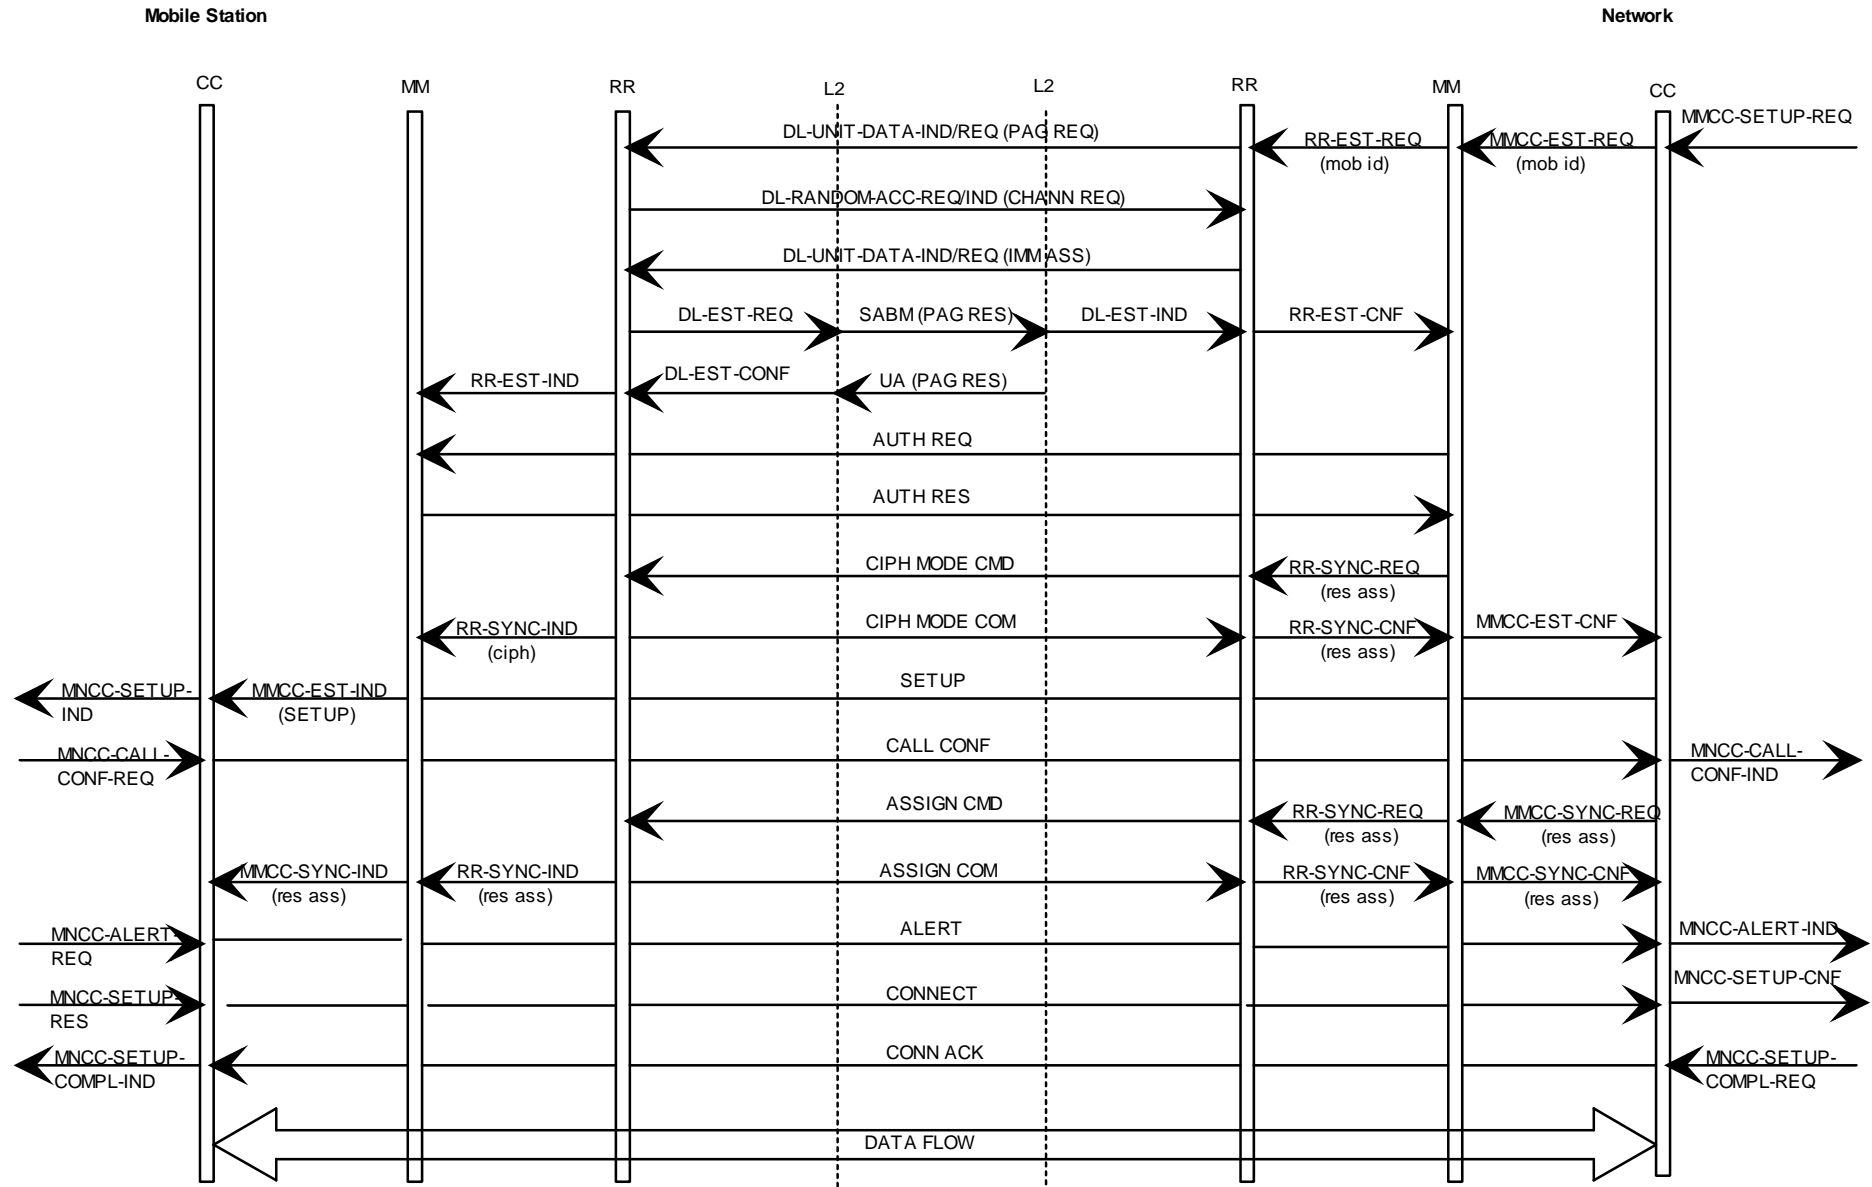 Mobile Station
Network
CC
MM
RR
L2
L2
RR
MM
CC
MMCC-SETUP-REQ
DL-UNIT-DATA-IND/REQ (PAG REQ)
RR-EST-REQ
(mob id)
MMCC-EST-REQ
(mob id)
DL-RANDOM-ACC-REQ/IND (CHANN REQ)
DL-UNIT-DATA-IND/REQ (IMM ASS)
DL-EST-REQ
SABM (PAG RES)
DL-EST-IND
RR-EST-CNF
RR-EST-IND
DL-EST-CONF
UA (PAG RES)
AUTH REQ
AUTH RES
CIPH MODE CMD
RR-SYNC-REQ
(res ass)
RR-SYNC-IND
(ciph)
CIPH MODE COM
RR-SYNC-CNF
(res ass)
MMCC-EST-CNF
MNCC-SETUP-
IND
MMCC-EST-IND
(SETUP)
SETUP
MNCC-CALL-
CONF-REQ
CALL CONF
MNCC-CALL-
CONF-IND
ASSIGN CMD
RR-SYNC-REQ
(res ass)
MMCC-SYNC-REQ
(res ass)
MMCC-SYNC-IND
(res ass)
RR-SYNC-IND
(res ass)
ASSIGN COM
RR-SYNC-CNF
(res ass)
MMCC-SYNC-CNF
(res ass)
MNCC-ALERT-
REQ
ALERT
MNCC-ALERT-IND
MNCC-SETUP-
RES
CONNECT
MNCC-SETUP-CNF
MNCC-SETUP-
COMPL-IND
CONN ACK
MNCC-SETUP-
COMPL-REQ
DATA FLOW